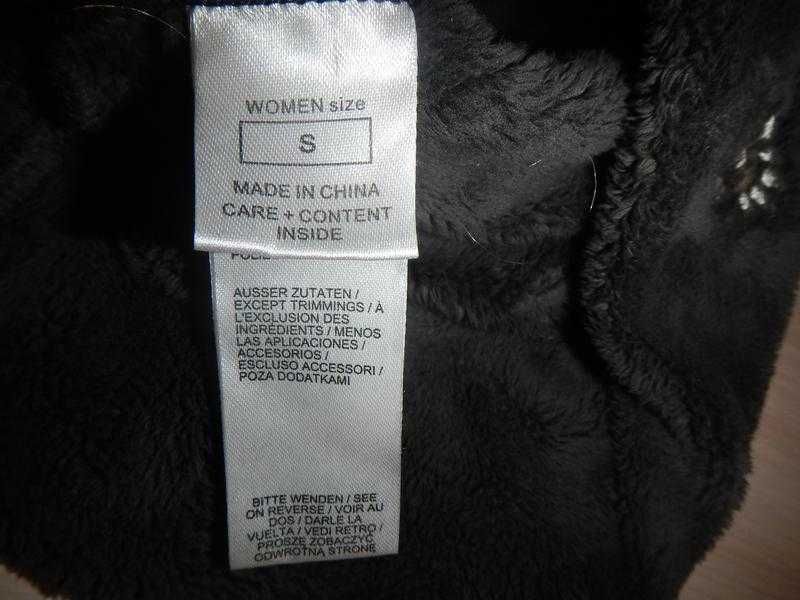 WOMEN size
S
MADE IN CHINA
CARE + CONTENT
INSIDE
AUSSER ZUTATEN /
EXCEPT TRIMMINGS / À
L'EXCLUSION DES
INGRÉDIENTS / MENOS
LAS APLICACIONES /
ACCESORIOS /
ESCLUSO ACCESSORI /
POZA DODATKAMI
BITTE WENDEN / SEE
ON REVERSE / VOIR AU
DOS / DARLE LA
VUELTA / VEDI RETRO /
PROSZĘ ZOBACZYĆ
ODWROTNĄ STRONĘ